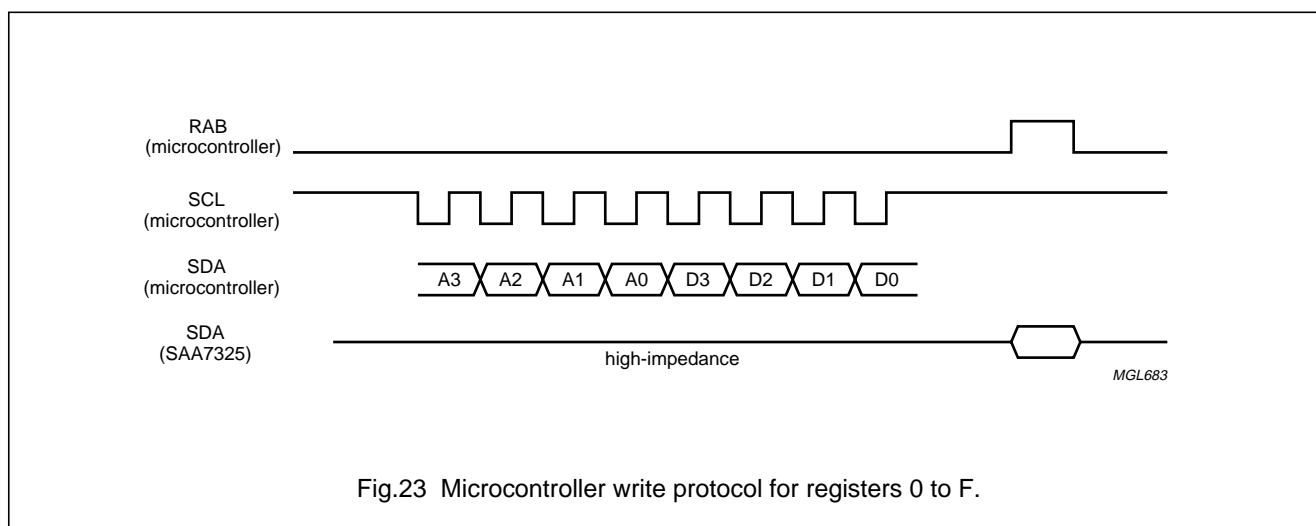 RAB
(microcontroller)
SCL
(microcontroller)
SDA
(microcontroller)
A3 A2 A1 A0 D3 D2 D1 D0
SDA
(SAA7325)
high-impedance
MGL683
Fig.23 Microcontroller write protocol for registers 0 to F.